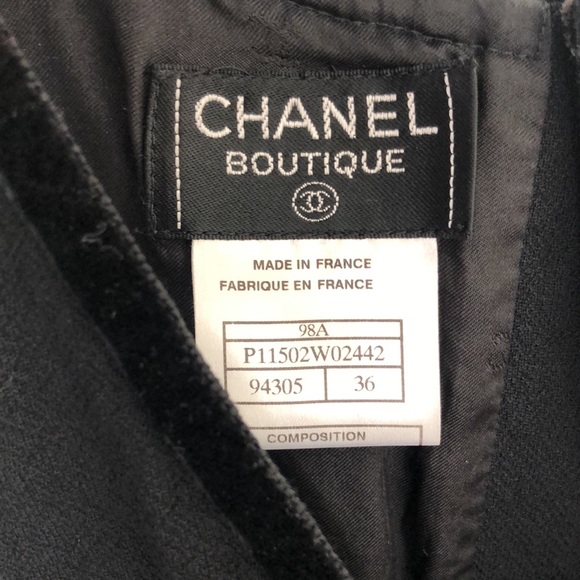 CHANEL
BOUTIQUE
MADE IN FRANCE
FABRIQUE EN FRANCE
98A
P11502W02442
94305 36
COMPOSITION